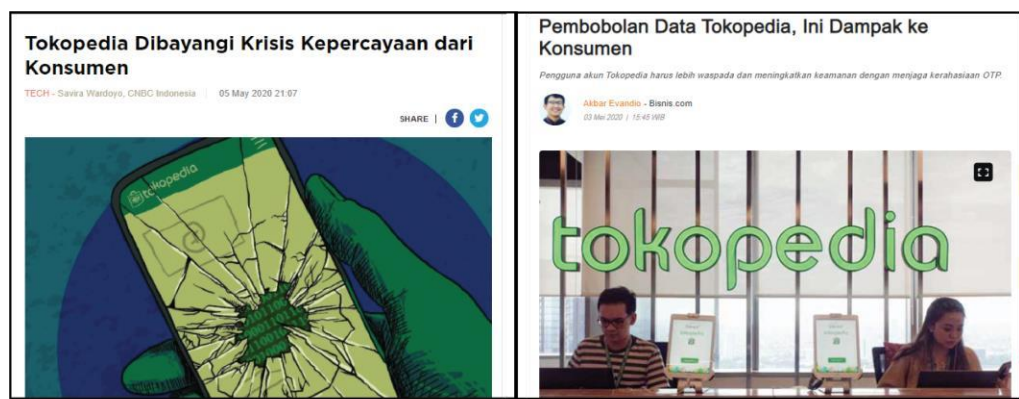 Tokopedia Dibayangi Krisis Kepercayaan dari
Konsumen
TECH - Savira Wardoyo, CNBC Indonesia | 05 May 2020 21:07
SHARE |
tokopedia
Pembobolan Data Tokopedia, Ini Dampak ke
Konsumen
Pengguna akun Tokopedia harus lebih waspada dan meningkatkan keamanan dengan menjaga kerahasiaan OTP.
Akbar Evandio - Bisnis.com
03 Mei 2020 | 15:45 WIB
tokopedia